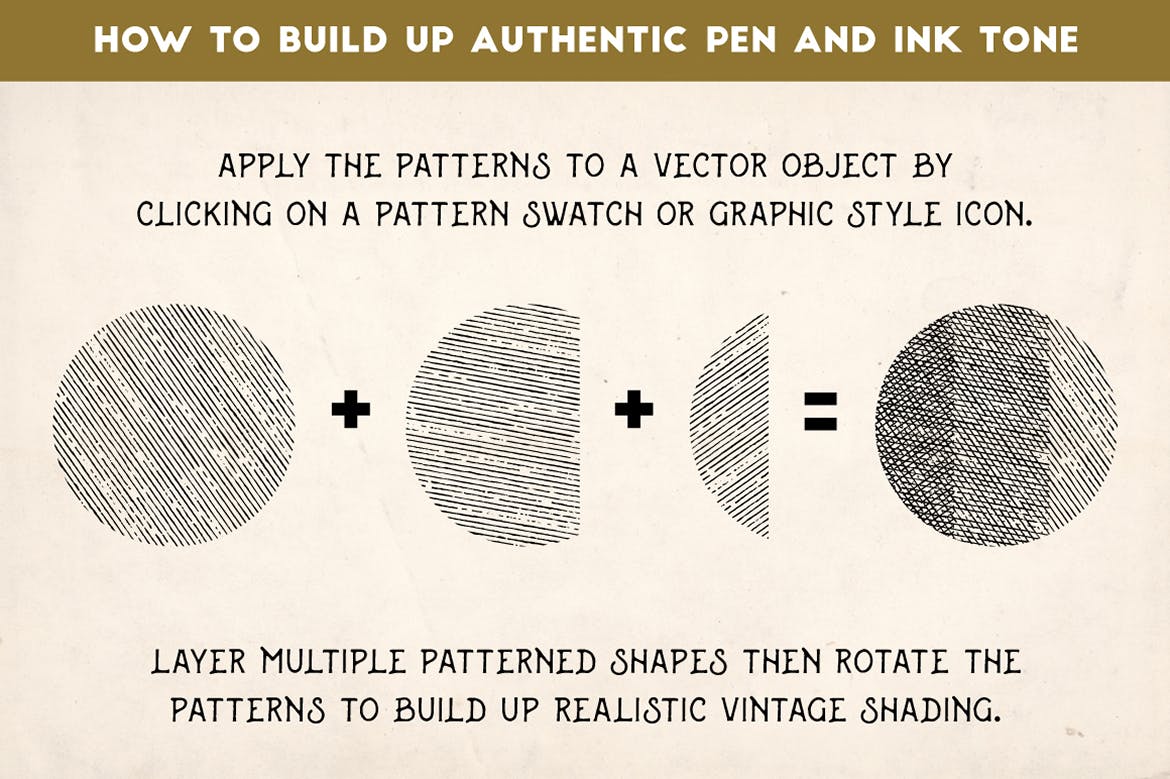 HOW TO BUILD UP AUTHENTIC PEN AND INK TONE
APPLY THE PATTERNS TO A VECTOR OBJECT BY
CLICKING ON A PATTERN SWATCH OR GRAPHIC STYLE ICON.
+ + =
LAYER MULTIPLE PATTERNED SHAPES THEN ROTATE THE
PATTERNS TO BUILD UP REALISTIC VINTAGE SHADING.